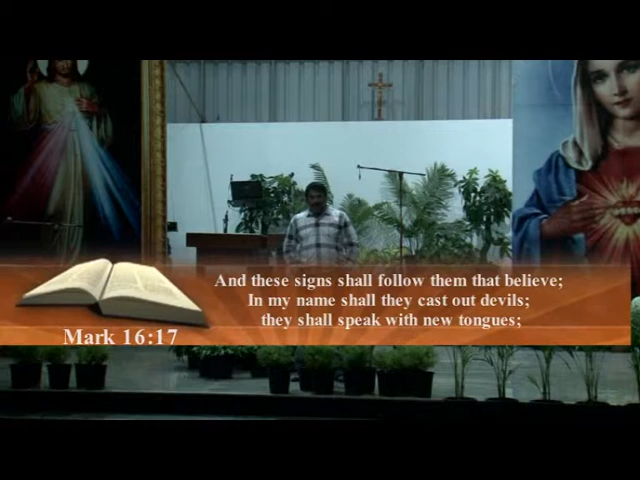 And these signs shall follow them that believe;
In my name shall they cast out devils;
they shall speak with new tongues;
Mark 16:17